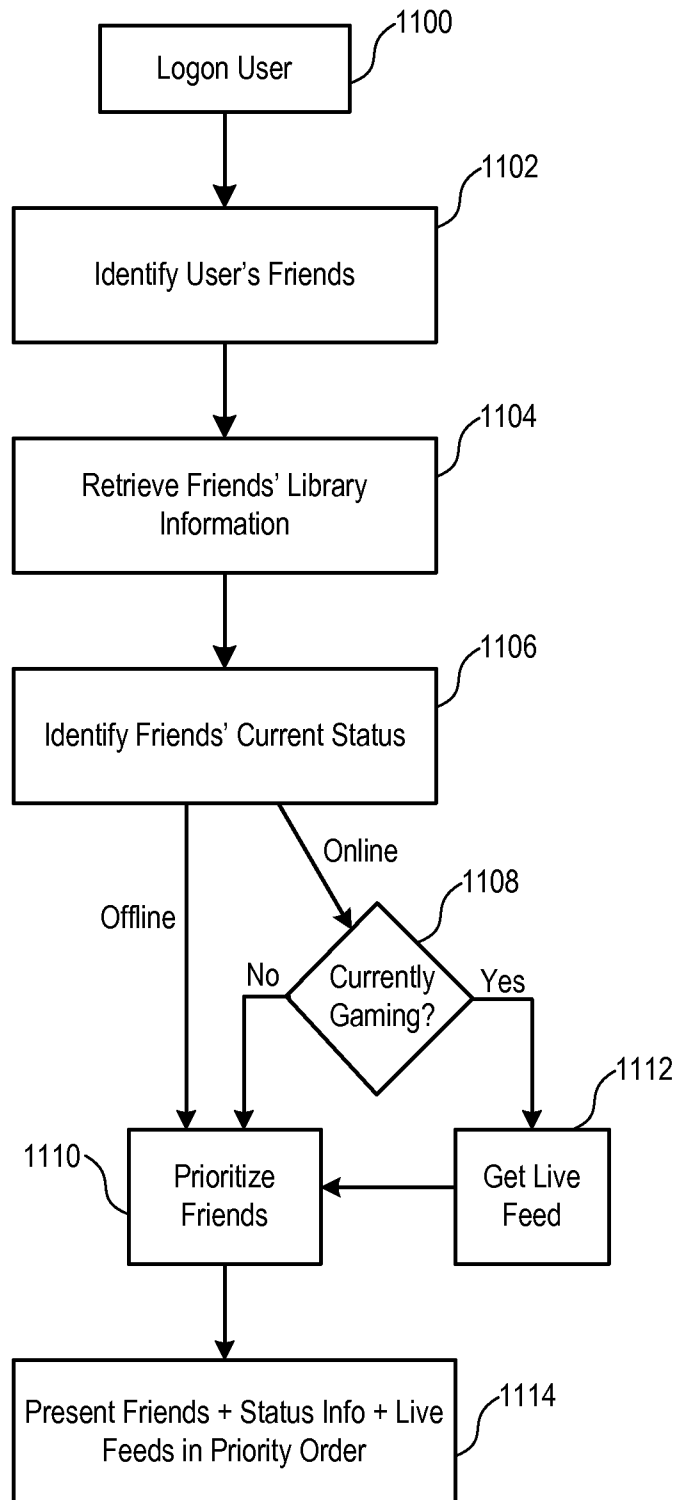 1100
Logon User
1102
Identify User’s Friends
1104
Retrieve Friends’ Library
Information
1106
Identify Friends’ Current Status
Online
Offline
1108
No
Currently
Gaming?
Yes
1112
1110
Prioritize
Friends
Get Live
Feed
Present Friends + Status Info + Live
Feeds in Priority Order
1114